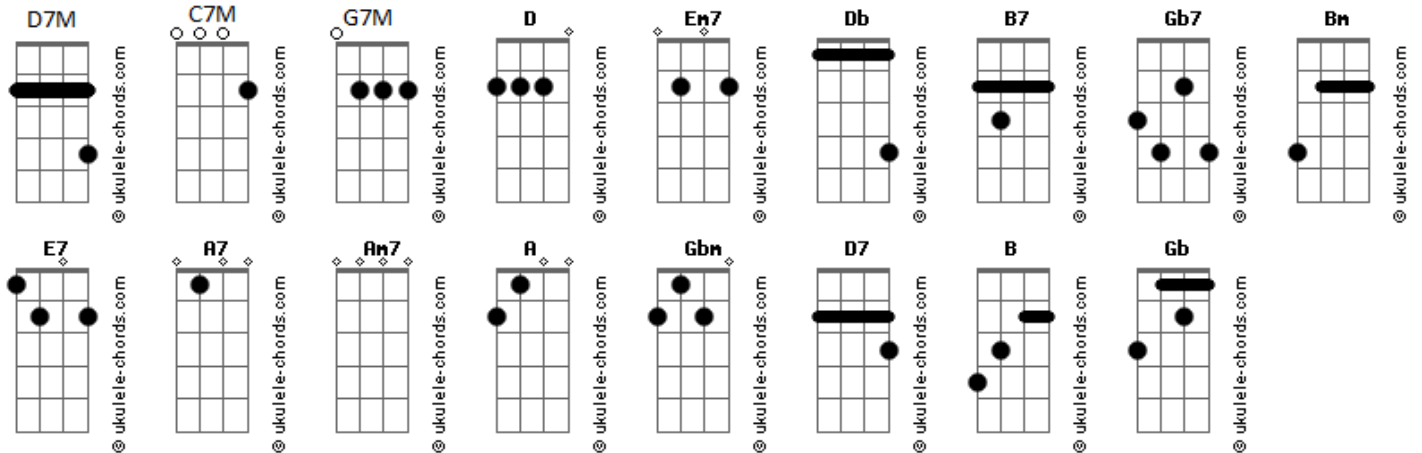 D7M C7M G7M D Em7 Db B7 Gb7 Bm
© ukulele-chords.com © ukulele-chords.com © ukulele-chords.com © ukulele-chords.com © ukulele-chords.com © ukulele-chords.com © ukulele-chords.com © ukulele-chords.com © ukulele-chords.com
E7 A7 Am7 A Gbm D7 B Gb
© ukulele-chords.com © ukulele-chords.com © ukulele-chords.com © ukulele-chords.com © ukulele-chords.com © ukulele-chords.com © ukulele-chords.com © ukulele-chords.com